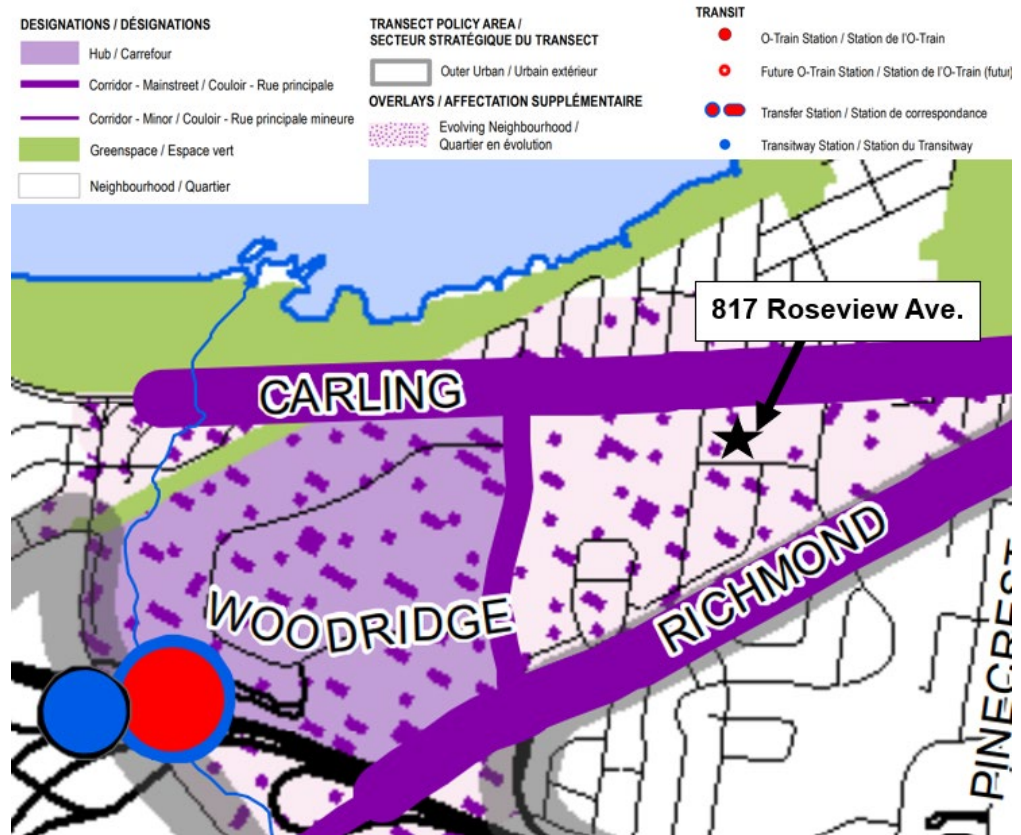 DESIGNATIONS / DÉSIGNATIONS
Hub / Carrefour
Corridor - Mainstreet / Couloir - Rue principale
Corridor - Minor / Couloir - Rue principale mineure
Greenspace / Espace vert
Neighbourhood / Quartier
TRANSECT POLICY AREA /
SECTEUR STRATÉGIQUE DU TRANSECT
Outer Urban / Urbain extérieur
OVERLAYS / AFFECTATION SUPPLÉMENTAIRE
Evolving Neighbourhood /
Quartier en évolution
TRANSIT
O-Train Station / Station de l'O-Train
Future O-Train Station / Station de l'O-Train (futur)
Transfer Station / Station de correspondance
Transitway Station / Station du Transitway
817 Roseview Ave.
CARLING
WOODRIDGE
RICHMOND
PINECREST